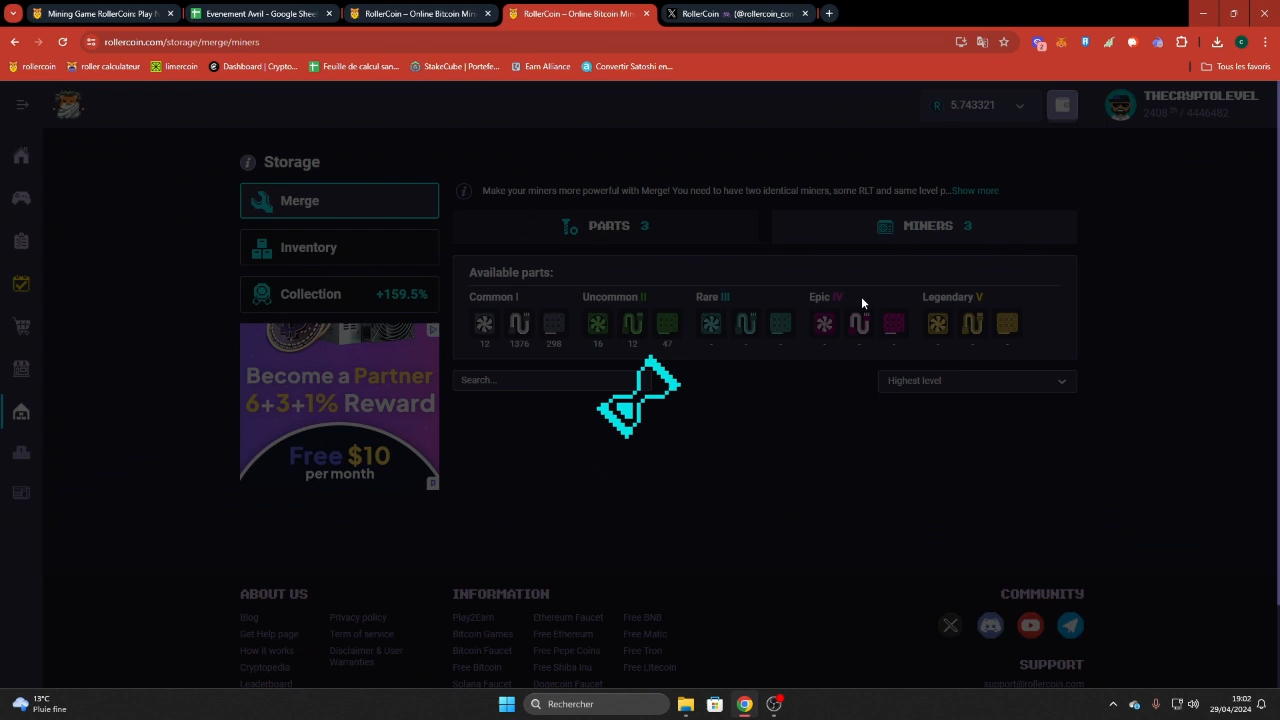 Mining Game RollerCoin: Play N
Evenement Avril - Google Sheet
RollerCoin – Online Bitcoin Min
RollerCoin – Online Bitcoin Min
RollerCoin (@rollercoin_con
rollercoin.com/storage/merge/miners
rollercoin
roller calculateur
limercoin
Dashboard | Crypto...
Feuille de calcul san...
StakeCube | Portefe...
Earn Alliance
Convertir Satoshi en...
Tous les favoris
R 5.743321
THECRYPTOLEVEL
2408 / 4446482
Storage
Merge
Inventory
Collection +159.5%
Make your miners more powerful with Merge! You need to have two identical miners, some RLT and same level p...Show more
PARTS 3
MINERS 3
Available parts:
Common I
Uncommon II
Rare III
Epic IV
Legendary V
12 1376 298
16 12 47
- - -
- - -
- - -
Search...
Highest level
Become a Partner
6+3+1% Reward
Free $10
per month
ABOUT US
Blog
Get Help page
How it works
Cryptopedia
Leaderboard
Privacy policy
Term of service
Disclaimer & User
Warranties
INFORMATION
Play2Earn
Bitcoin Games
Bitcoin Faucet
Free Bitcoin
Solana Faucet
Ethereum Faucet
Free Ethereum
Free Pepe Coins
Free Shiba Inu
Dogecoin Faucet
Free BNB
Free Matic
Free Tron
Free Litecoin
COMMUNITY
SUPPORT
support@rollercoin.com
13°C
Pluie fine
Rechercher
19:02
29/04/2024